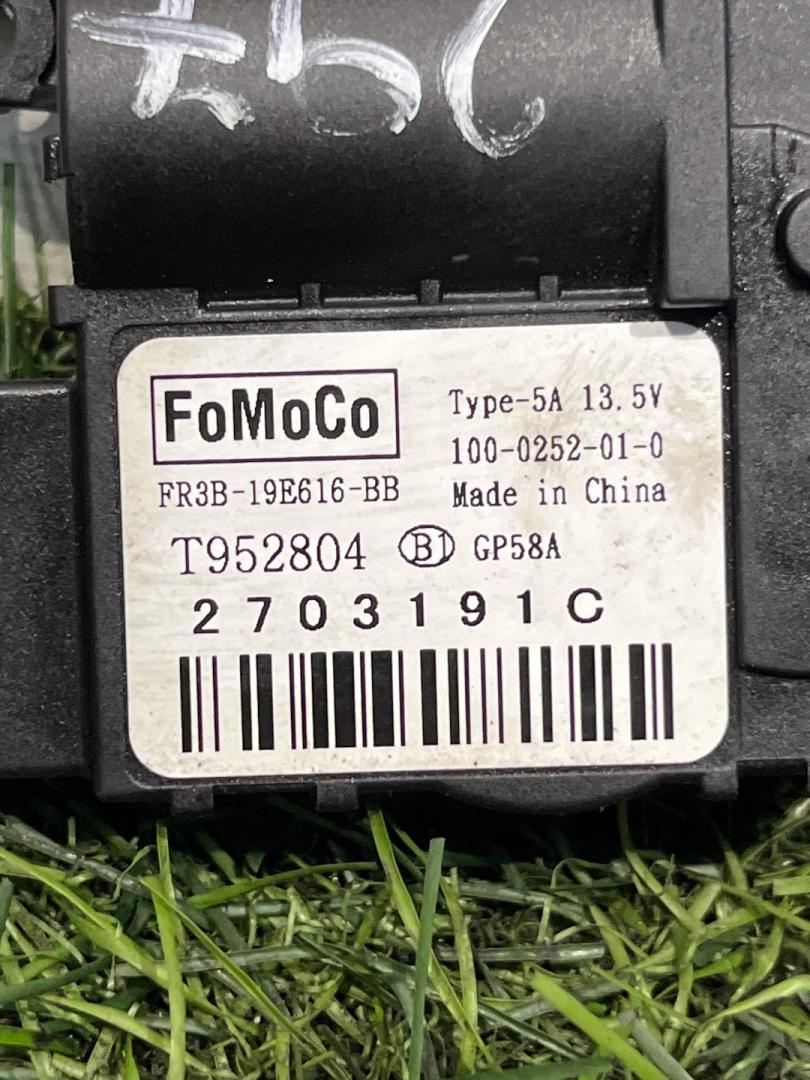 FoMoCo
Type-5A 13.5V
100-0252-01-0
FR3B-19E616-BB
Made in China
T952804 B1 GP58A
2703191C